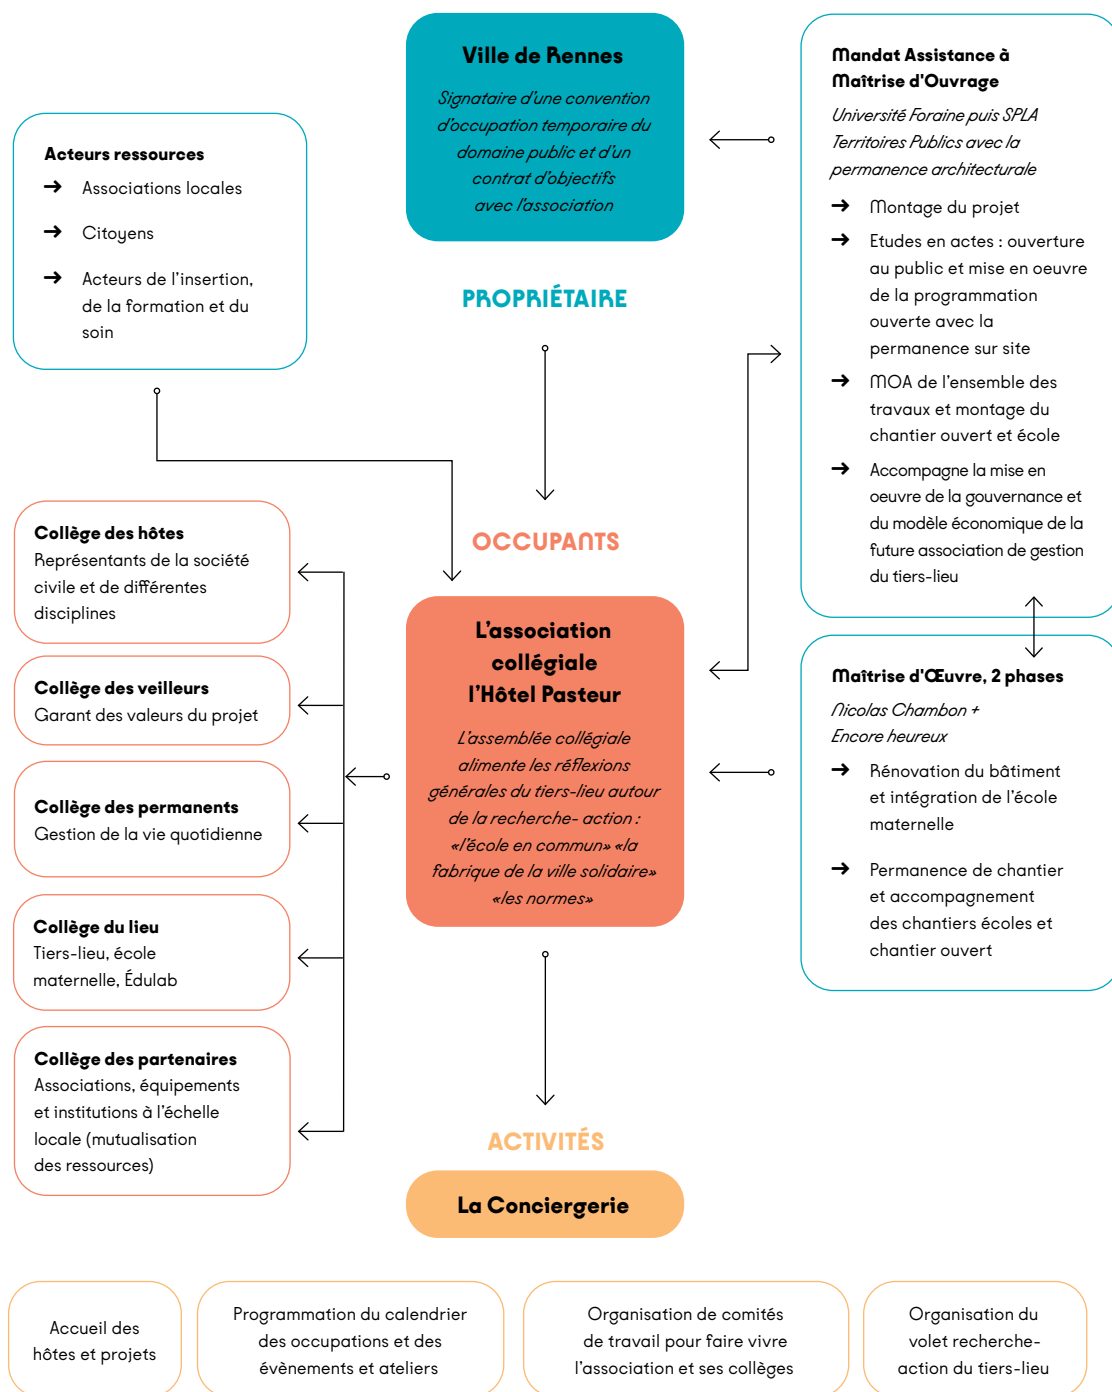 Ville de Rennes
Signataire d'une convention
d'occupation temporaire du
domaine public et d'un
contrat d'objectifs
avec l'association
PROPRIÉTAIRE
Acteurs ressources
→ Associations locales
→ Citoyens
→ Acteurs de l'insertion,
de la formation et du
soin
Mandat Assistance à
Maîtrise d'Ouvrage
Université Foraine puis SPLA
Territoires Publics avec la
permanence architecturale
→ Montage du projet
→ Etudes en actes : ouverture
au public et mise en oeuvre
de la programmation
ouverte avec la
permanence sur site
→ MOA de l'ensemble des
travaux et montage du
chantier ouvert et école
→ Accompagne la mise en
oeuvre de la gouvernance et
du modèle économique de la
future association de gestion
du tiers-lieu
OCCUPANTS
L'association
collégiale
l'Hôtel Pasteur
L'assemblée collégiale
alimente les réflexions
générales du tiers-lieu autour
de la recherche- action :
«l'école en commun» «la
fabrique de la ville solidaire»
«les normes»
Collège des hôtes
Représentants de la société
civile et de différentes
disciplines
Collège des veilleurs
Garant des valeurs du projet
Collège des permanents
Gestion de la vie quotidienne
Collège du lieu
Tiers-lieu, école
maternelle, Édulab
Collège des partenaires
Associations, équipements
et institutions à l'échelle
locale (mutualisation
des ressources)
Maîtrise d'Œuvre, 2 phases
Nicolas Chambon +
Encore heureux
→ Rénovation du bâtiment
et intégration de l'école
maternelle
→ Permanence de chantier
et accompagnement
des chantiers écoles et
chantier ouvert
ACTIVITÉS
La Conciergerie
Accueil des
hôtes et projets
Programmation du calendrier
des occupations et des
évènements et ateliers
Organisation de comités
de travail pour faire vivre
l'association et ses collèges
Organisation du
volet recherche-
action du tiers-lieu